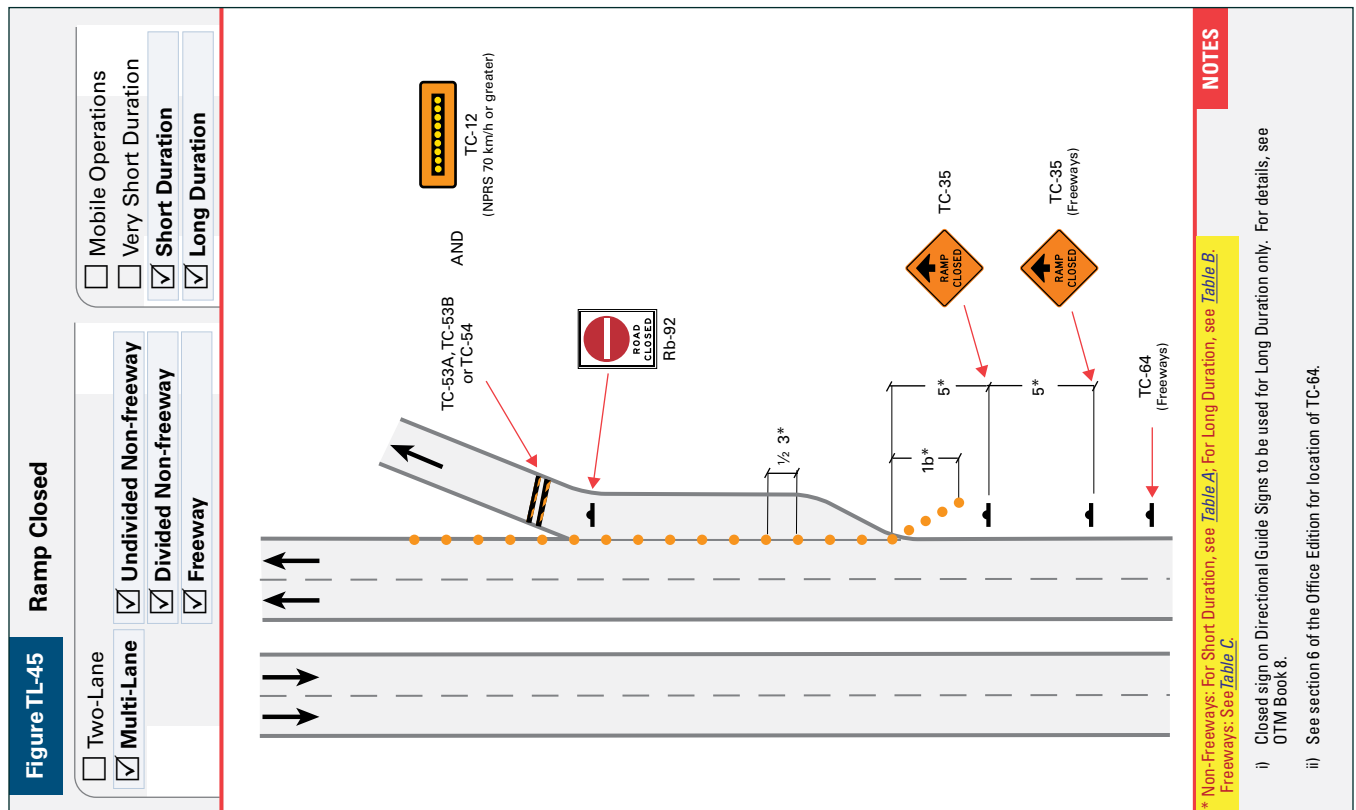 Figure TL-45
Ramp Closed
Two-Lane
Multi-Lane
Undivided Non-freeway
Divided Non-freeway
Freeway
Mobile Operations
Very Short Duration
Short Duration
Long Duration
TC-53A, TC-53B
or TC-54
AND
TC-12
(NPRS 70 km/h or greater)
ROAD
CLOSED
Rb-92
½ 3*
1b*
5*
5*
RAMP
CLOSED
TC-35
RAMP
CLOSED
TC-35
(Freeways)
TC-64
(Freeways)
NOTES
* Non-Freeways: For Short Duration, see Table A; For Long Duration, see Table B.
Freeways: See Table C.
i) Closed sign on Directional Guide Signs to be used for Long Duration only. For details, see
OTM Book 8.
ii) See section 6 of the Office Edition for location of TC-64.